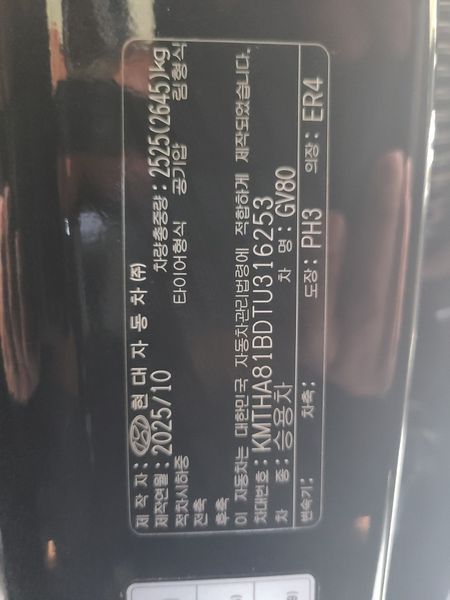 제 작 자 : 현 대 자 동 차 ㈜
제작연월: 2025/10 차량총중량: 2525(2645)kg
적차시하중 타이어형식 공기압 림형식
전축
후축
이 자동차는 대한민국 자동차관리법령에 적합하게 제작되었습니다.
차대번호: KMTHA81BDTU316253
차 종: 승용차 차 명: GV80
변속기: 차축: 도장: PH3 의장: ER4